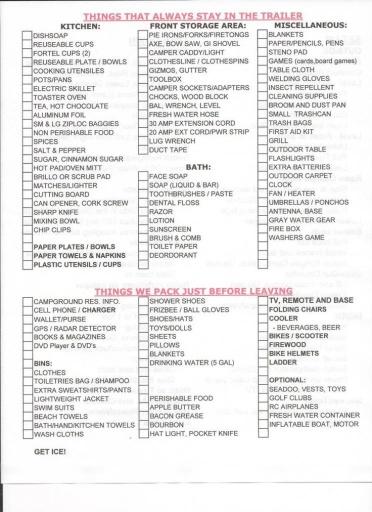 THINGS THAT ALWAYS STAY IN THE TRAILER
KITCHEN:
DISHSOAP
REUSEABLE CUPS
FORTEL CUPS (2)
REUSEABLE PLATE / BOWLS
COOKING UTENSILS
POTS/PANS
ELECTRIC SKILLET
TOASTER OVEN
TEA, HOT CHOCOLATE
ALUMINUM FOIL
SM & LG ZIPLOC BAGGIES
NON PERISHABLE FOOD
SPICES
SALT & PEPPER
SUGAR, CINNAMON SUGAR
HOT PAD/OVEN MITT
BRILLO OR SCRUB PAD
MATCHES/LIGHTER
CUTTING BOARD
CAN OPENER, CORK SCREW
SHARP KNIFE
MIXING BOWL
CHIP CLIPS
PAPER PLATES / BOWLS
PAPER TOWELS & NAPKINS
PLASTIC UTENSILS / CUPS
FRONT STORAGE AREA:
PIE IRONS/FORKS/FIRETONGS
AXE, BOW SAW, GI SHOVEL
CAMPER CADDY/LIGHT
CLOTHESLINE / CLOTHESPINS
GIZMOS, GUTTER
TOOLBOX
CAMPER SOCKETS/ADAPTERS
CHOCKS, WOOD BLOCK
BAL, WRENCH, LEVEL
FRESH WATER HOSE
30 AMP EXTENSION CORD
20 AMP EXT CORD/PWR STRIP
LUG WRENCH
DUCT TAPE
BATH:
FACE SOAP
SOAP (LIQUID & BAR)
TOOTHBRUSHES / PASTE
DENTAL FLOSS
RAZOR
LOTION
SUNSCREEN
BRUSH & COMB
TOILET PAPER
DEORDORANT
MISCELLANEOUS:
BLANKETS
PAPER/PENCILS, PENS
STENO PAD
GAMES (cards,board games)
TABLE CLOTH
WELDING GLOVES
INSECT REPELLENT
CLEANING SUPPLIES
BROOM AND DUST PAN
SMALL TRASHCAN
TRASH BAGS
FIRST AID KIT
GRILL
OUTDOOR TABLE
FLASHLIGHTS
EXTRA BATTERIES
OUTDOOR CARPET
CLOCK
FAN / HEATER
UMBRELLAS / PONCHOS
ANTENNA, BASE
GRAY WATER GEAR
FIRE BOX
WASHERS GAME
THINGS WE PACK JUST BEFORE LEAVING
CAMPGROUND RES. INFO.
CELL PHONE / CHARGER
WALLET/PURSE
GPS / RADAR DETECTOR
BOOKS & MAGAZINES
DVD Player & DVD's
BINS:
CLOTHES
TOILETRIES BAG / SHAMPOO
EXTRA SWEATSHIRTS/PANTS
LIGHTWEIGHT JACKET
SWIM SUITS
BEACH TOWELS
BATH/HAND/KITCHEN TOWELS
WASH CLOTHS
GET ICE!
SHOWER SHOES
FRIZBEE / BALL GLOVES
SHOES/HATS
TOYS/DOLLS
SHEETS
PILLOWS
BLANKETS
DRINKING WATER (5 GAL)
PERISHABLE FOOD
APPLE BUTTER
BACON GREASE
BOURBON
HAT LIGHT, POCKET KNIFE
TV, REMOTE AND BASE
FOLDING CHAIRS
COOLER
- BEVERAGES, BEER
BIKES / SCOOTER
FIREWOOD
BIKE HELMETS
LADDER
OPTIONAL:
SEADOO, VESTS, TOYS
GOLF CLUBS
RC AIRPLANES
FRESH WATER CONTAINER
INFLATABLE BOAT, MOTOR